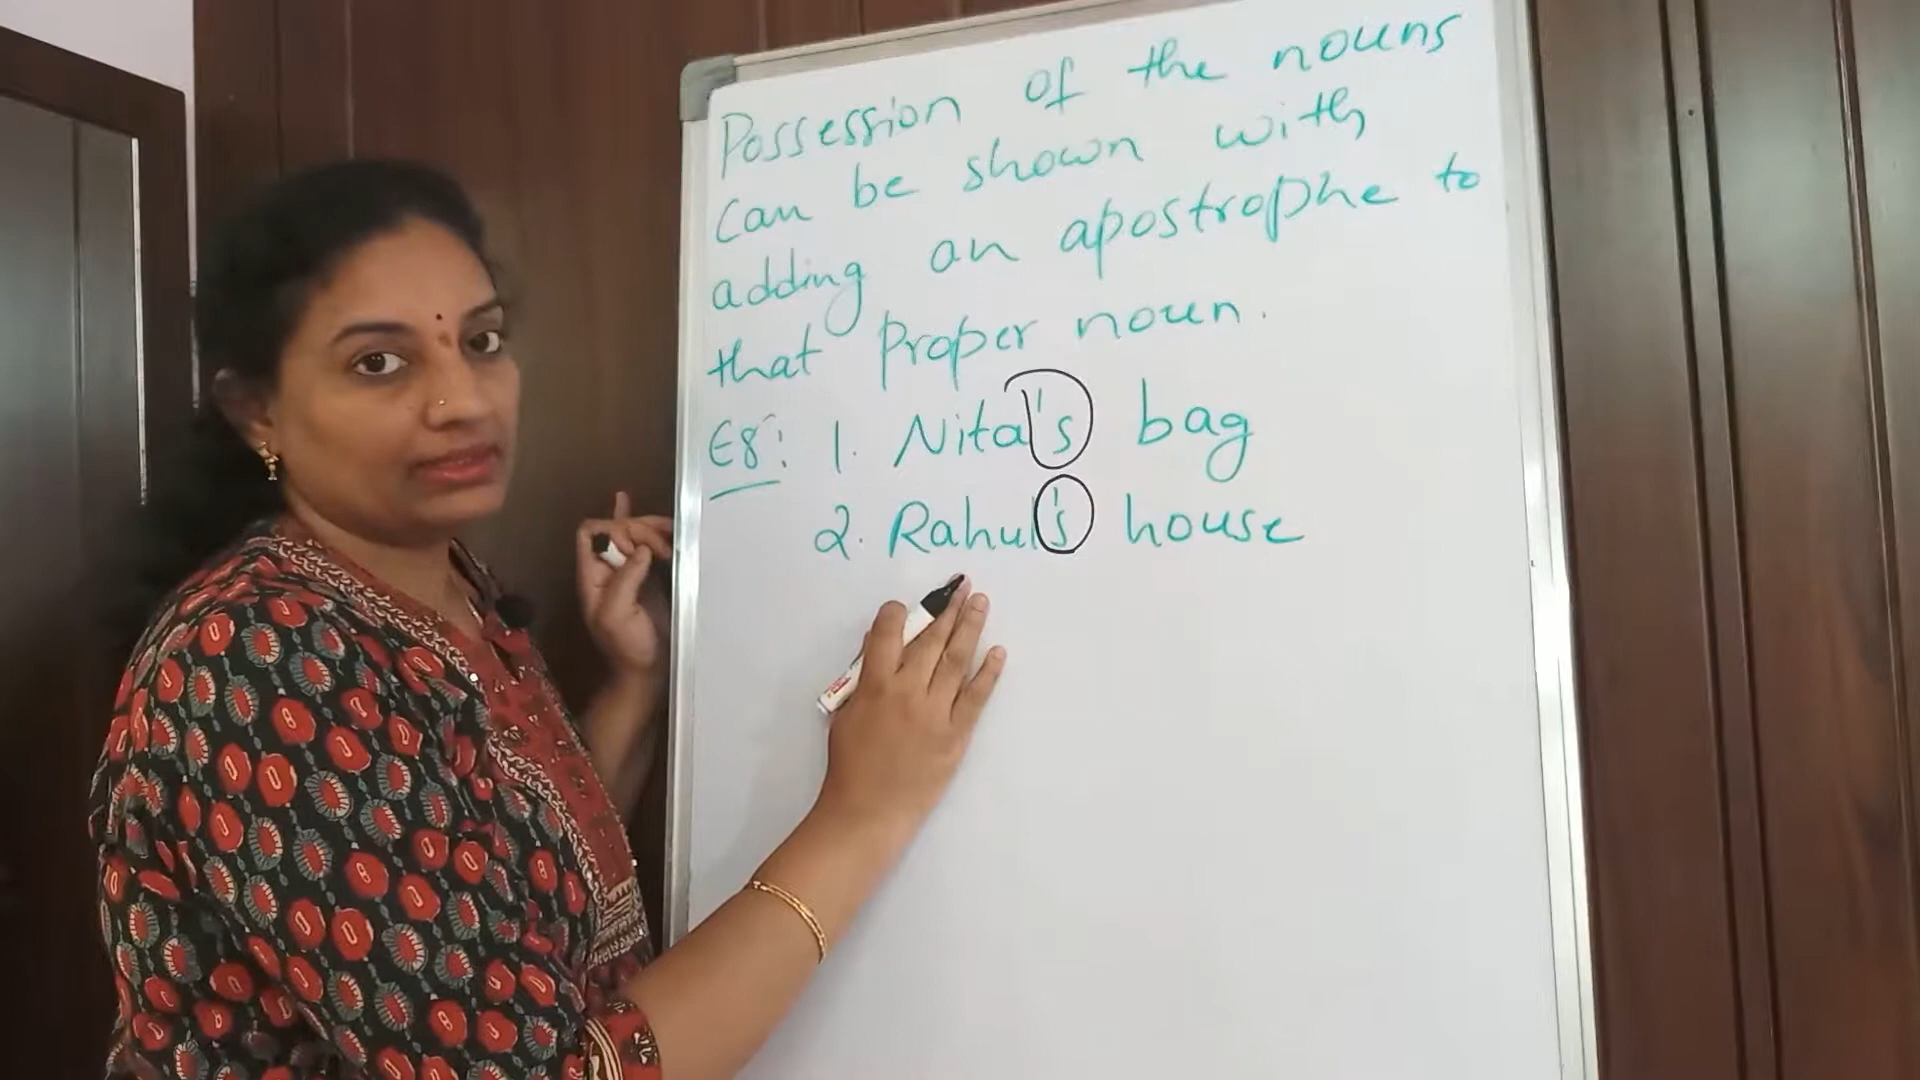 Possession of the nouns
can be shown with
adding an apostrophe to
that Proper noun.
Eg: 1. Nita's bag
2. Rahul's house